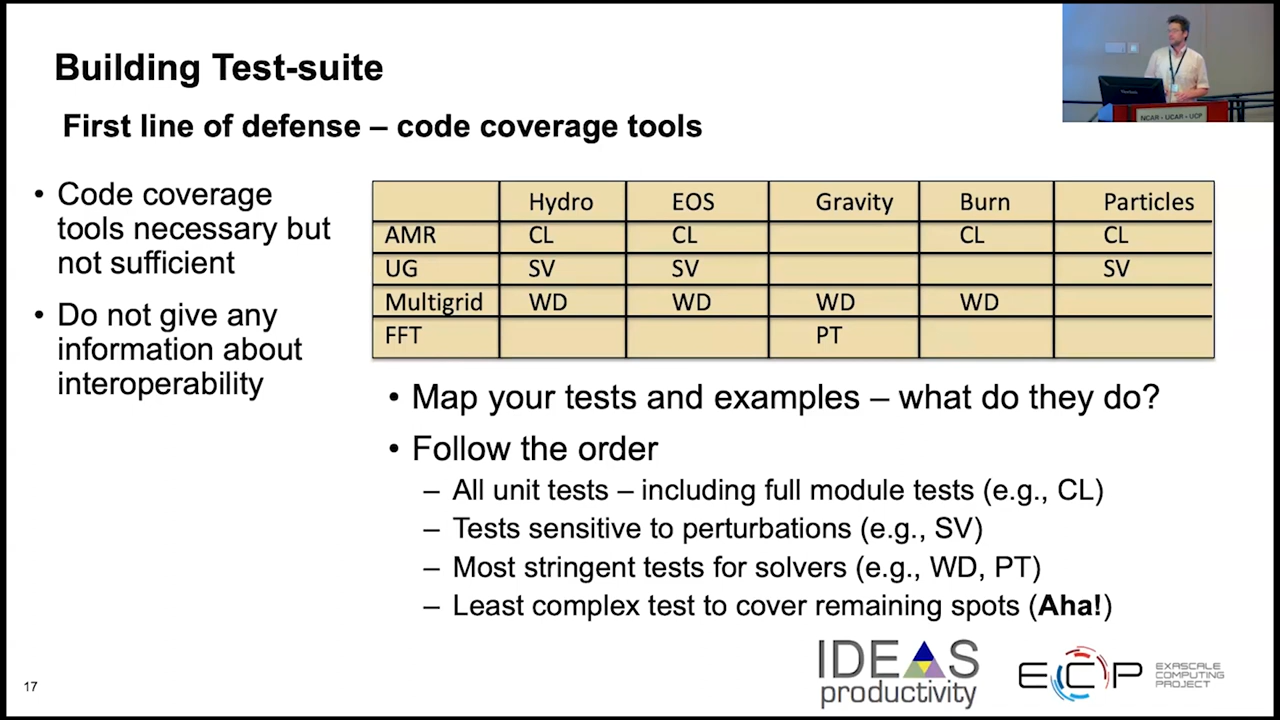 Building Test-suite
First line of defense – code coverage tools
• Code coverage
tools necessary but
not sufficient
• Do not give any
information about
interoperability
Hydro EOS Gravity Burn Particles
AMR CL CL CL CL
UG SV SV SV
Multigrid WD WD WD WD
FFT PT
• Map your tests and examples – what do they do?
• Follow the order
– All unit tests – including full module tests (e.g., CL)
– Tests sensitive to perturbations (e.g., SV)
– Most stringent tests for solvers (e.g., WD, PT)
– Least complex test to cover remaining spots (Aha!)
17
IDEAS
productivity
ECP
EXASCALE
COMPUTING
PROJECT
NCAR • UCAR • UCP